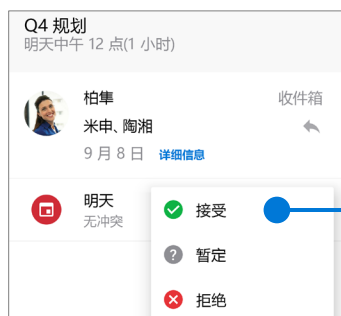 Q4 规划
明天中午 12 点(1 小时)
柏隼 收件箱
米申、陶湘
9 月 8 日 详细信息
明天
无冲突
接受
暂定
拒绝